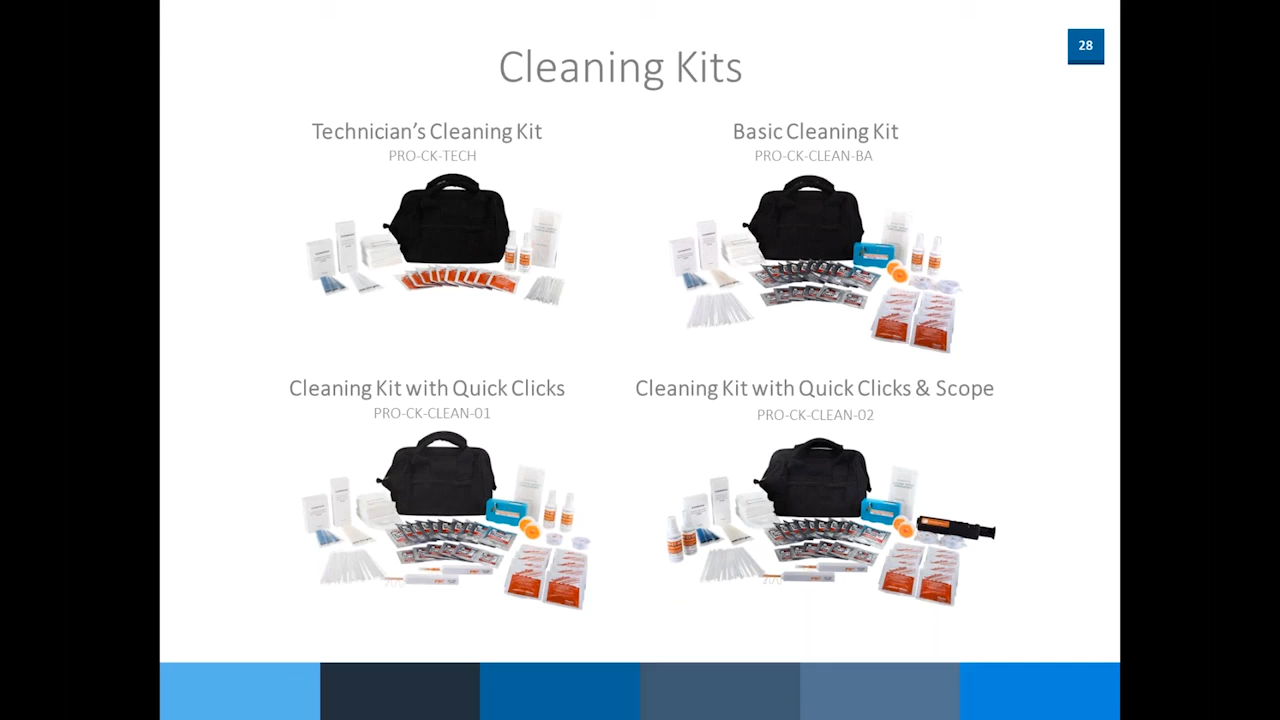 28
Cleaning Kits
Technician's Cleaning Kit
PRO-CK-TECH
Basic Cleaning Kit
PRO-CK-CLEAN-BA
Cleaning Kit with Quick Clicks
PRO-CK-CLEAN-01
Cleaning Kit with Quick Clicks & Scope
PRO-CK-CLEAN-02